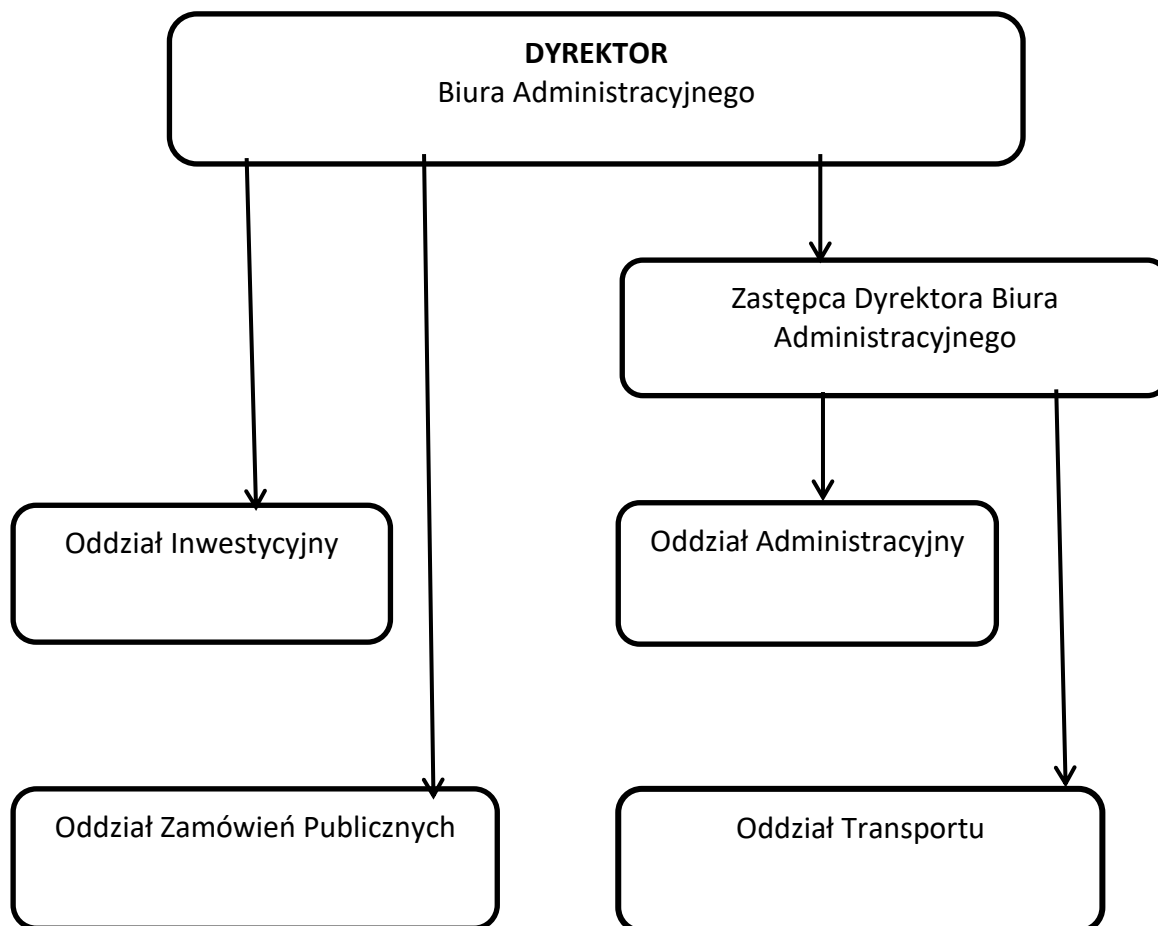 DYREKTOR
Biura Administracyjnego
Zastępca Dyrektora Biura
Administracyjnego
Oddział Inwestycyjny
Oddział Administracyjny
Oddział Zamówień Publicznych
Oddział Transportu